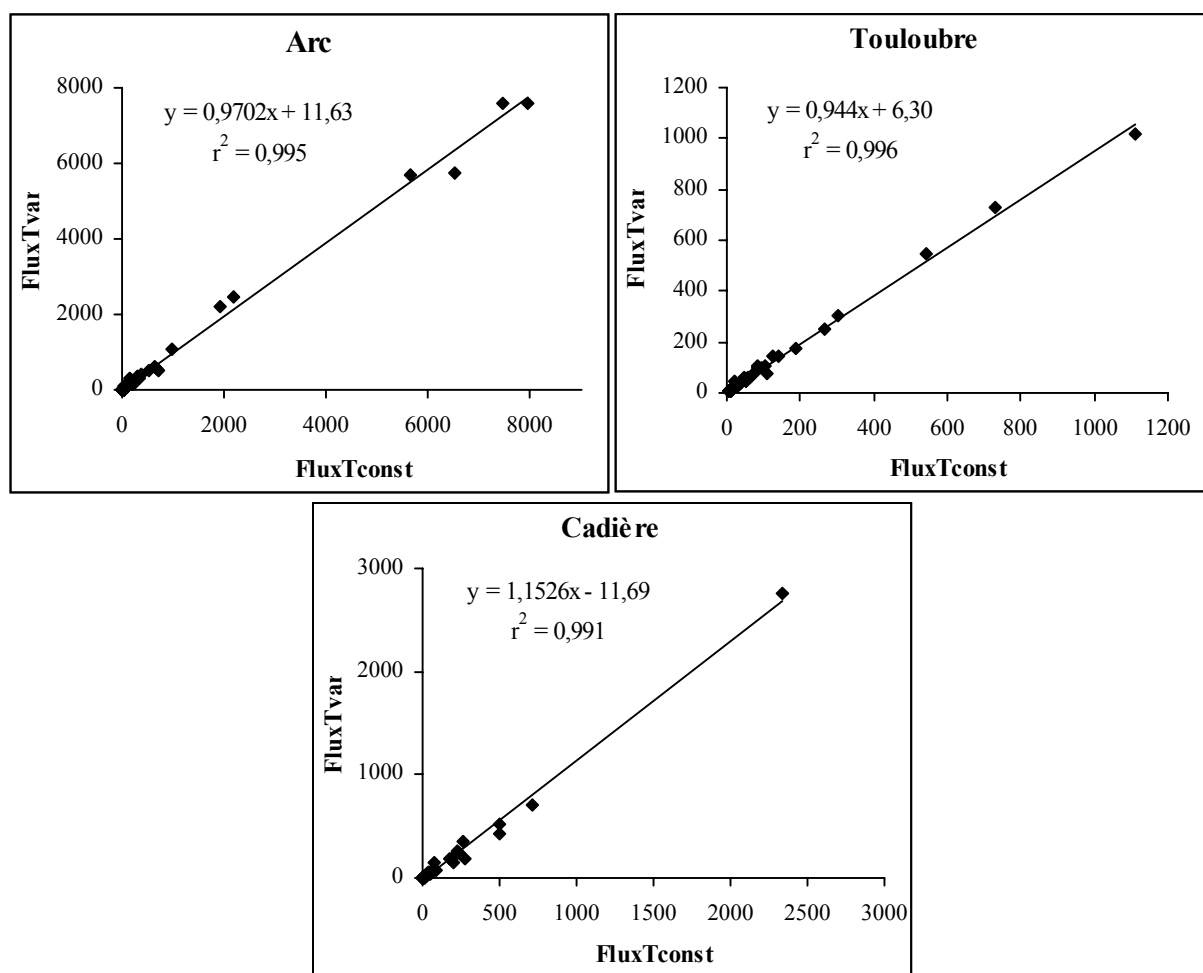 Arc
8000
y = 0,9702x + 11,63
r² = 0,995
6000
4000
2000
0
FluxTvar
0 2000 4000 6000 8000
FluxTconst
Touloubre
1200
y = 0,944x + 6,30
r² = 0,996
1000
800
600
400
200
0
FluxTvar
0 200 400 600 800 1000 1200
FluxTconst
Cadière
3000
y = 1,1526x - 11,69
r² = 0,991
2000
1000
0
FluxTvar
0 500 1000 1500 2000 2500 3000
FluxTconst